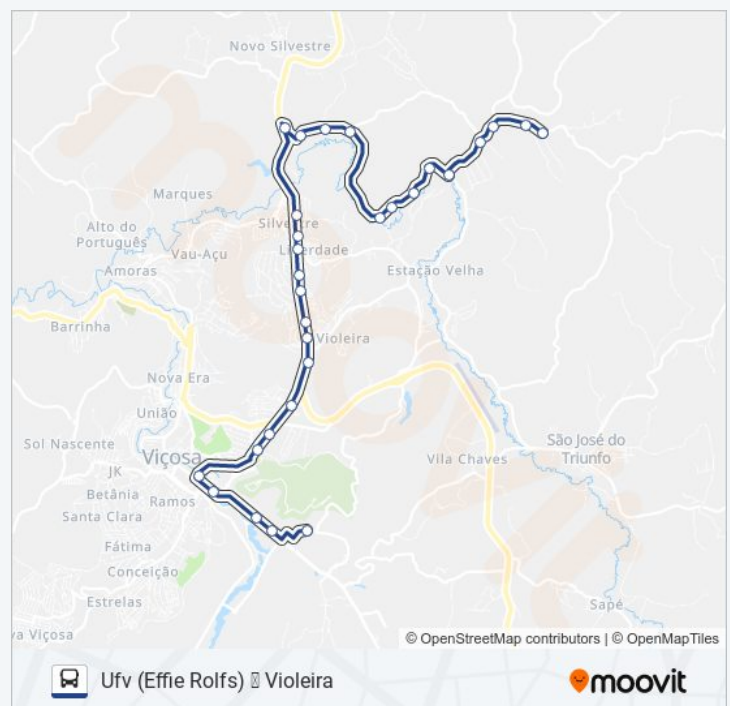 Novo Silvestre
Marques
Alto do
Português
Silvestre
Vau-Açu
Liberdade
Amoras
Estação Velha
Barrinha
Violeira
Nova Era
União
Sol Nascente
Viçosa
São José do
Triunfo
JK
Vila Chaves
Betânia
Ramos
Santa Clara
Fátima
Conceição
Estrelas
Sapé
va Viçosa
© OpenStreetMap contributors | © OpenMapTiles
Ufv (Effie Rolfs) Violeira
moovit